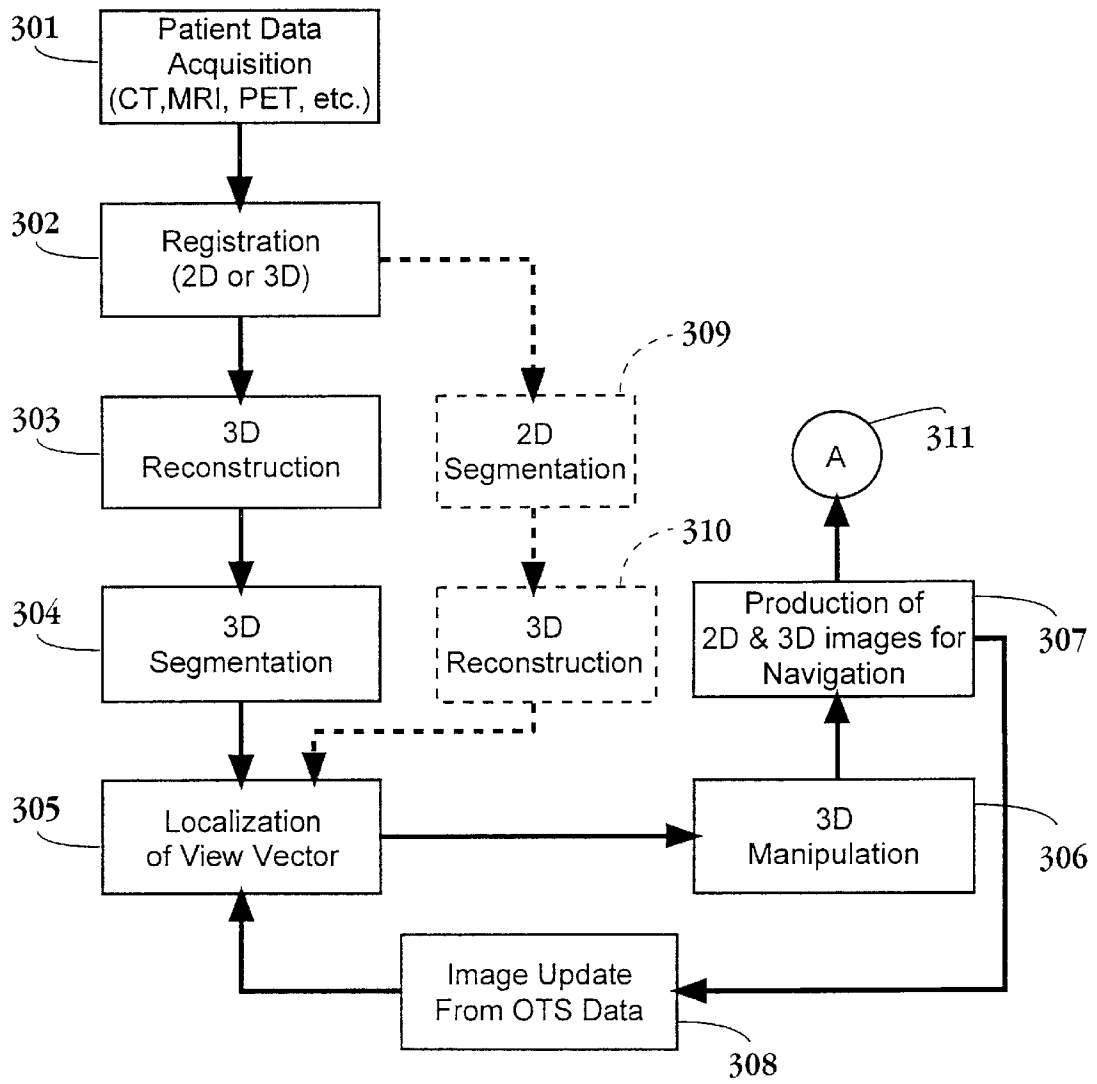 301
Patient Data
Acquisition
(CT,MRI, PET, etc.)
302
Registration
(2D or 3D)
309
303
3D
Reconstruction
2D
Segmentation
A
311
310
304
3D
Segmentation
3D
Reconstruction
Production of
2D & 3D images for
Navigation
307
305
Localization
of View Vector
3D
Manipulation
306
Image Update
From OTS Data
308